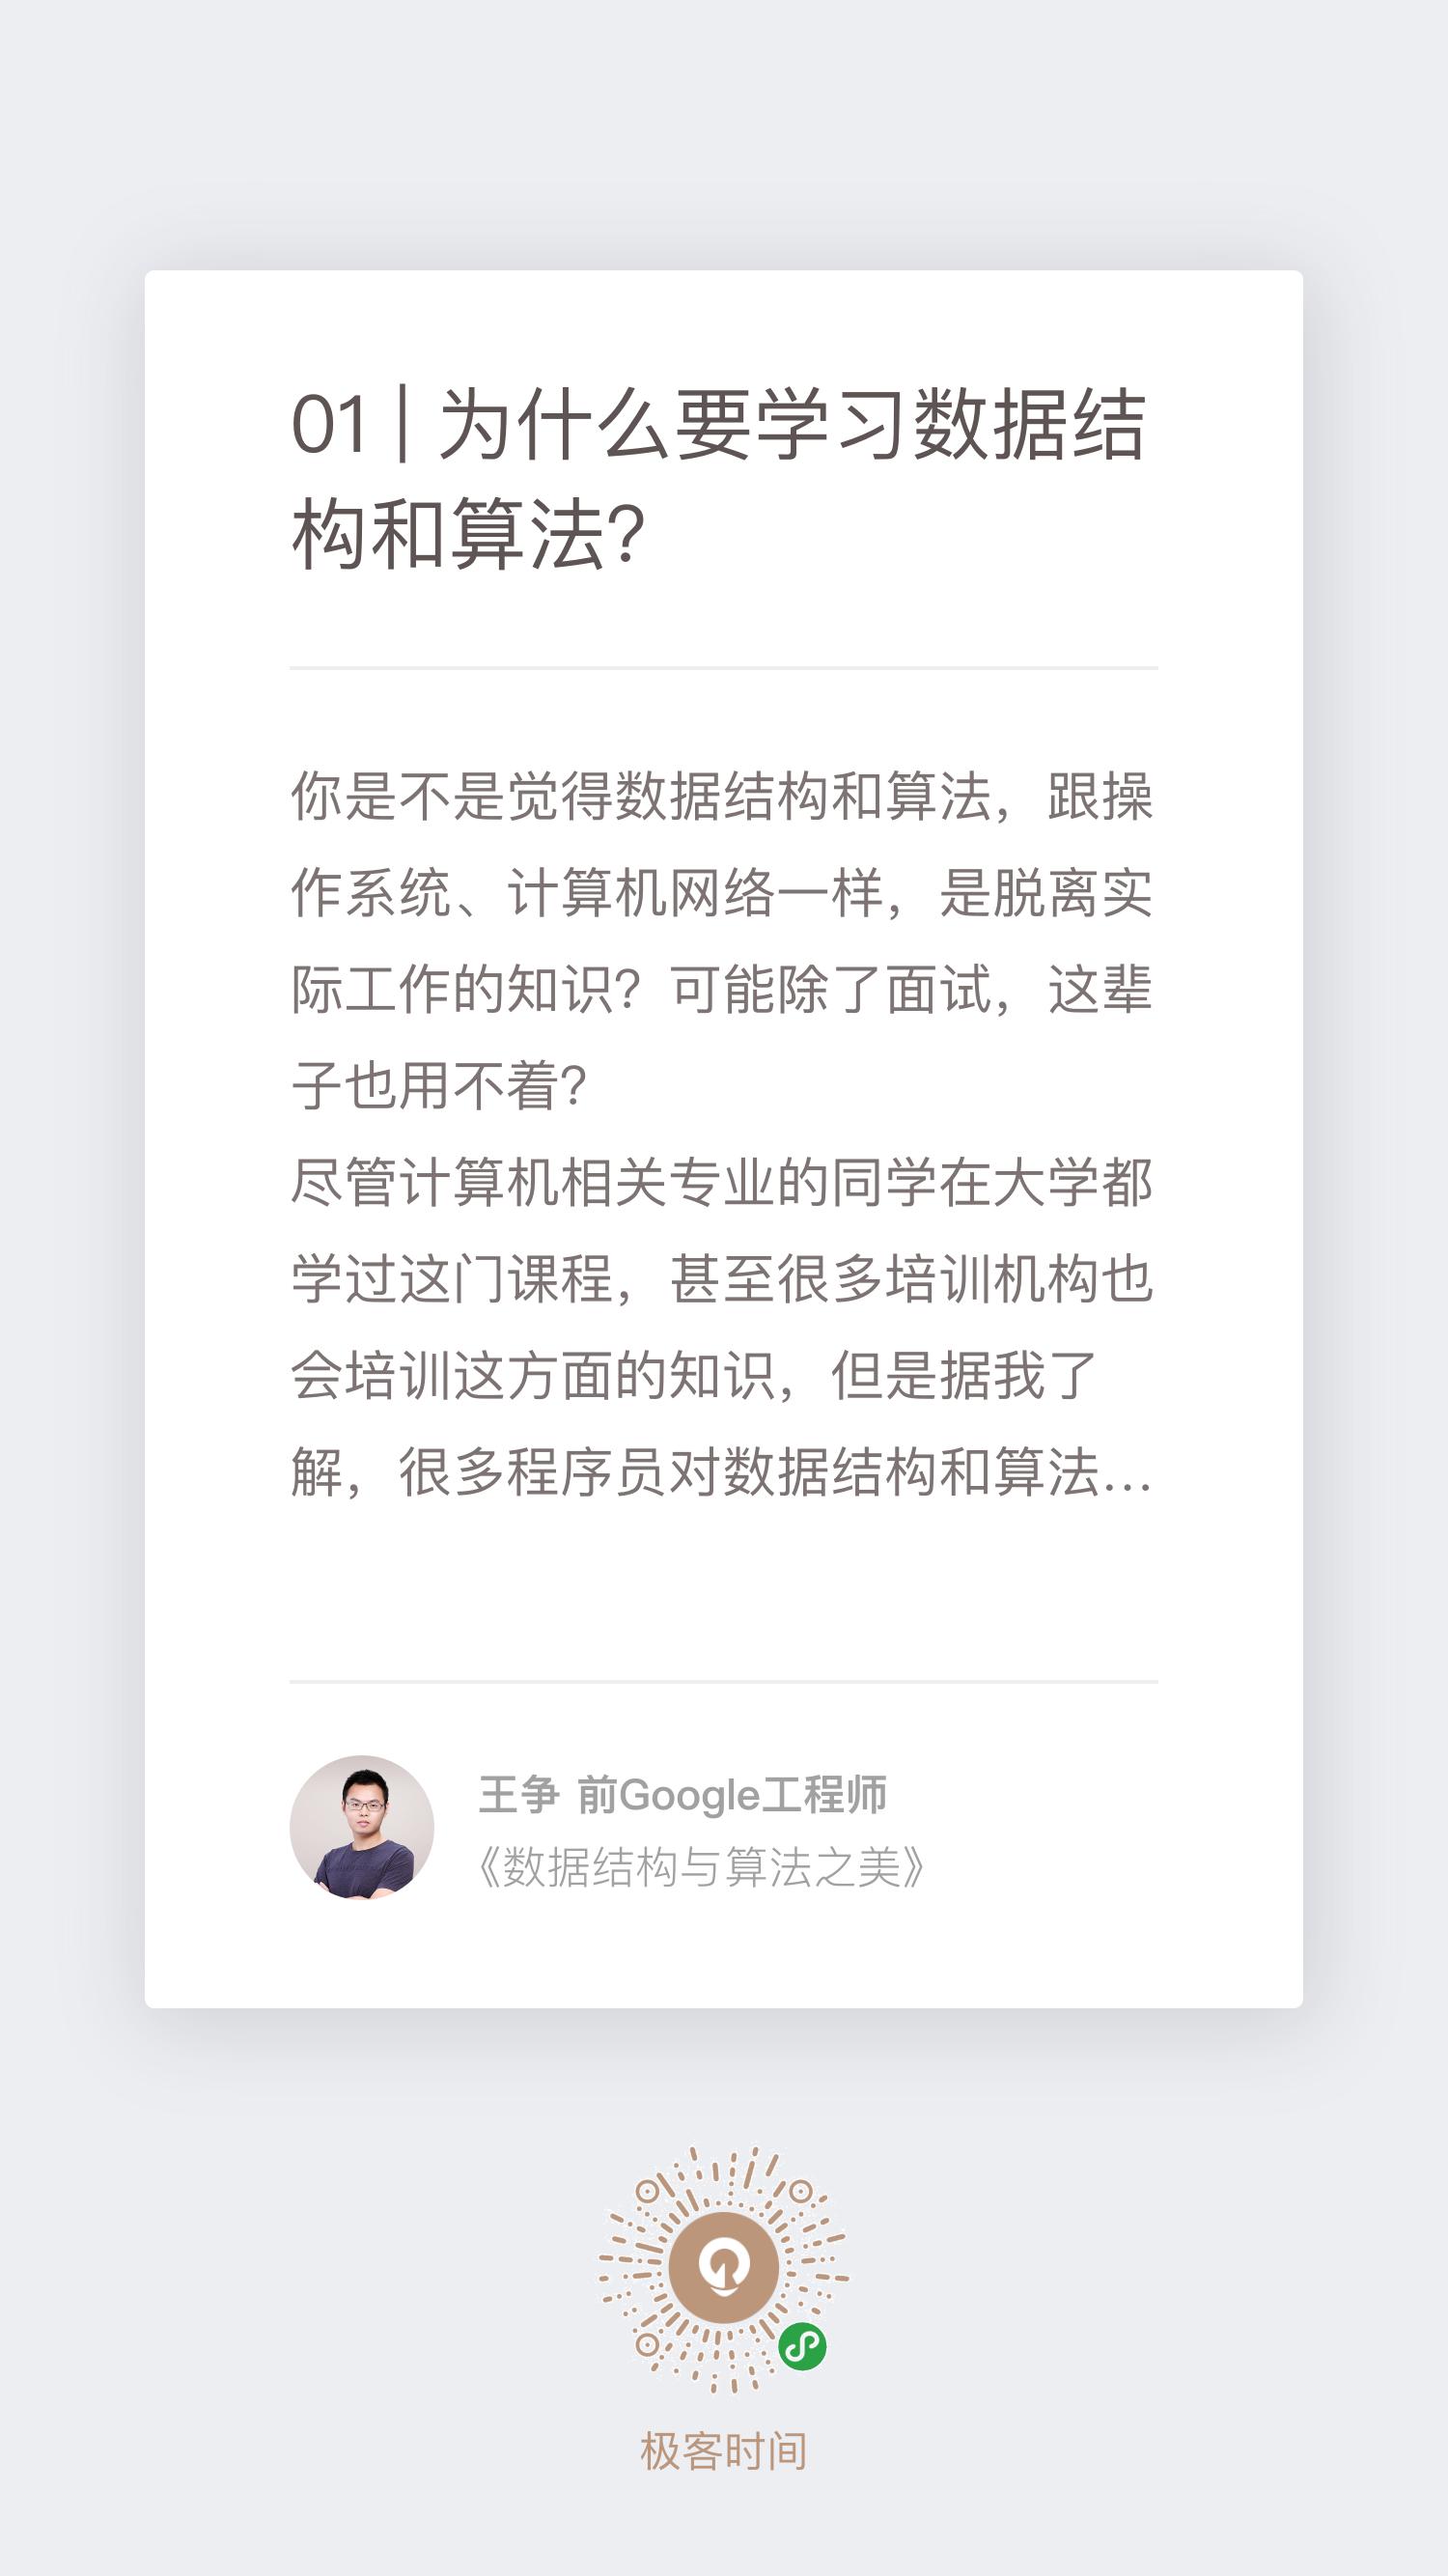 01 | 为什么要学习数据结
构和算法?
你是不是觉得数据结构和算法，跟操
作系统、计算机网络一样，是脱离实
际工作的知识？可能除了面试，这辈
子也用不着？
尽管计算机相关专业的同学在大学都
学过这门课程，甚至很多培训机构也
会培训这方面的知识，但是据我了
解，很多程序员对数据结构和算法...
王争 前Google工程师
《数据结构与算法之美》
极客时间